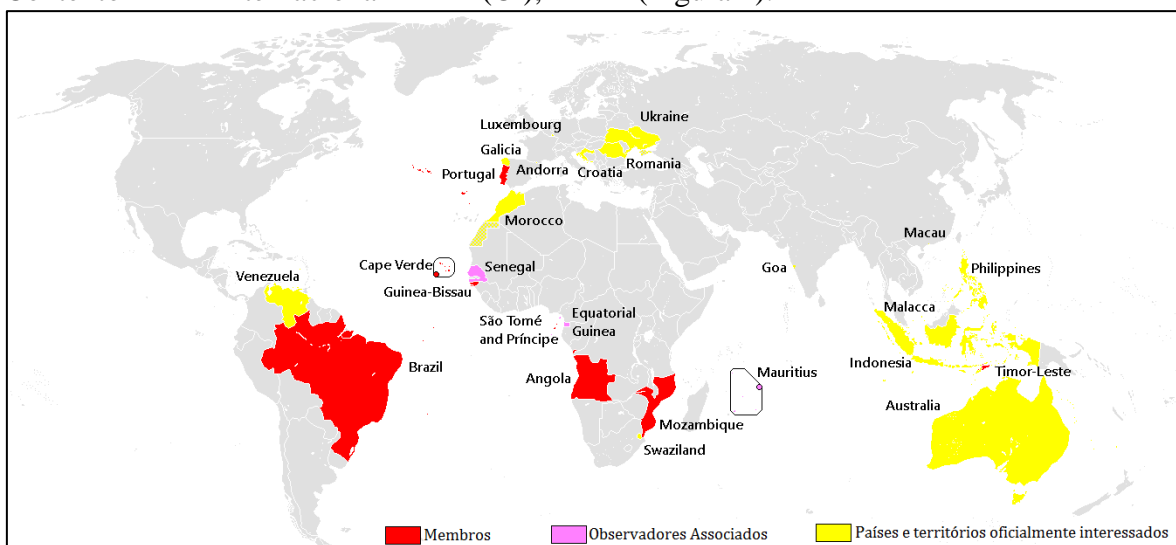 Ukraine
Luxembourg
Galicia
Romania
Andorra
Croatia
Portugal
Morocco
Macau
Cape Verde
Senegal
Goa
Philippines
Venezuela
Guinea-Bissau
Malacca
São Tomé
and Príncipe
Equatorial
Guinea
Brazil
Indonesia
Timor-Leste
Mauritius
Angola
Australia
Mozambique
Swaziland
Membros
Observadores Associados
Países e territórios oficialmente interessados